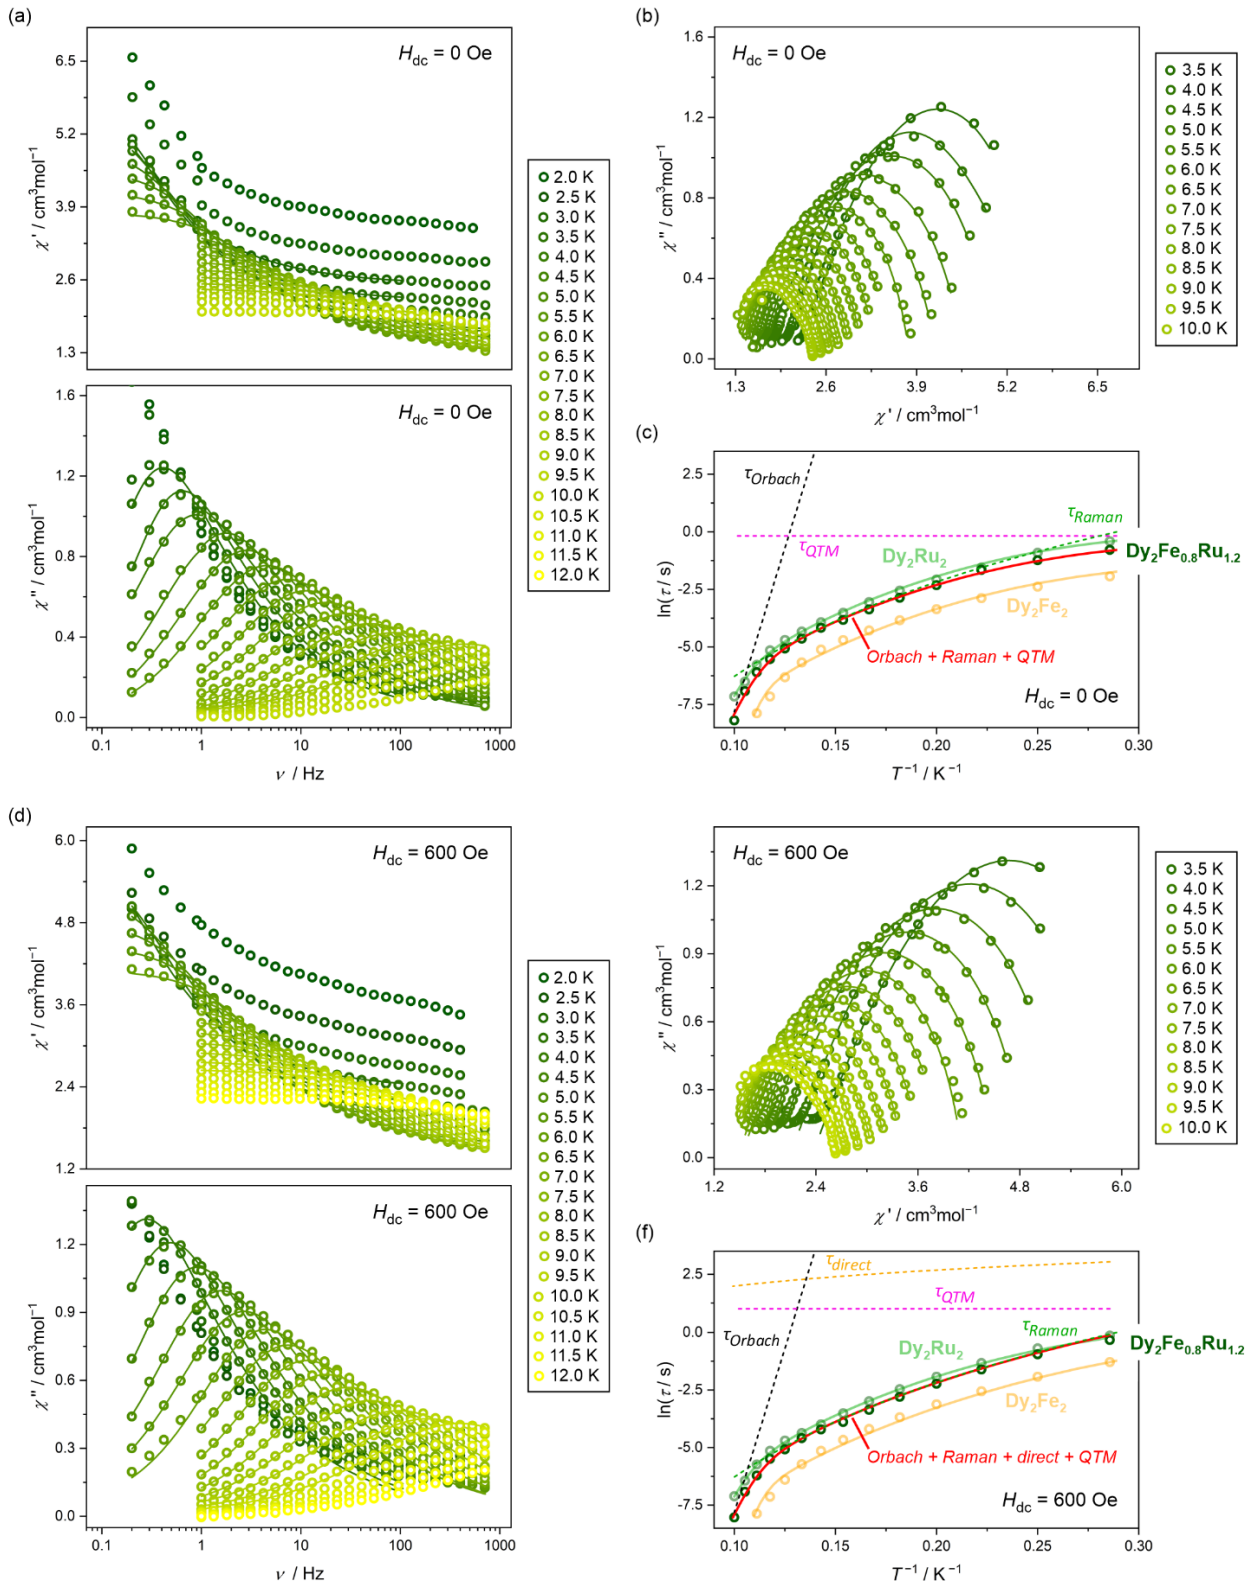 (a)
H_dc = 0 Oe
6.5
5.2
3.9
2.6
1.3
χ' / cm³mol⁻¹
H_dc = 0 Oe
1.6
1.2
0.8
0.4
0.0
χ'' / cm³mol⁻¹
0.1
1
10
100
1000
ν / Hz
2.0 K
2.5 K
3.0 K
3.5 K
4.0 K
4.5 K
5.0 K
5.5 K
6.0 K
6.5 K
7.0 K
7.5 K
8.0 K
8.5 K
9.0 K
9.5 K
10.0 K
10.5 K
11.0 K
11.5 K
12.0 K
(b)
H_dc = 0 Oe
1.6
1.2
0.8
0.4
0.0
χ'' / cm³mol⁻¹
1.3
2.6
3.9
5.2
6.5
χ' / cm³mol⁻¹
3.5 K
4.0 K
4.5 K
5.0 K
5.5 K
6.0 K
6.5 K
7.0 K
7.5 K
8.0 K
8.5 K
9.0 K
9.5 K
10.0 K
(c)
2.5
0.0
-2.5
-5.0
-7.5
ln(τ / s)
τ_Orbach
τ_QTM
τ_Raman
Dy₂Ru₂
Dy₂Fe₀.₈Ru₁.₂
Dy₂Fe₂
Orbach + Raman + QTM
H_dc = 0 Oe
0.10
0.15
0.20
0.25
0.30
T⁻¹ / K⁻¹
(d)
H_dc = 600 Oe
6.0
4.8
3.6
2.4
1.2
χ' / cm³mol⁻¹
H_dc = 600 Oe
1.2
0.9
0.6
0.3
0.0
χ'' / cm³mol⁻¹
0.1
1
10
100
1000
ν / Hz
2.0 K
2.5 K
3.0 K
3.5 K
4.0 K
4.5 K
5.0 K
5.5 K
6.0 K
6.5 K
7.0 K
7.5 K
8.0 K
8.5 K
9.0 K
9.5 K
10.0 K
10.5 K
11.0 K
11.5 K
12.0 K
H_dc = 600 Oe
1.2
0.9
0.6
0.3
0.0
χ'' / cm³mol⁻¹
1.2
2.4
3.6
4.8
6.0
χ' / cm³mol⁻¹
3.5 K
4.0 K
4.5 K
5.0 K
5.5 K
6.0 K
6.5 K
7.0 K
7.5 K
8.0 K
8.5 K
9.0 K
9.5 K
10.0 K
(f)
2.5
0.0
-2.5
-5.0
-7.5
ln(τ / s)
τ_direct
τ_QTM
τ_Orbach
τ_Raman
Dy₂Ru₂
Dy₂Fe₀.₈Ru₁.₂
Dy₂Fe₂
Orbach + Raman + direct + QTM
H_dc = 600 Oe
0.10
0.15
0.20
0.25
0.30
T⁻¹ / K⁻¹